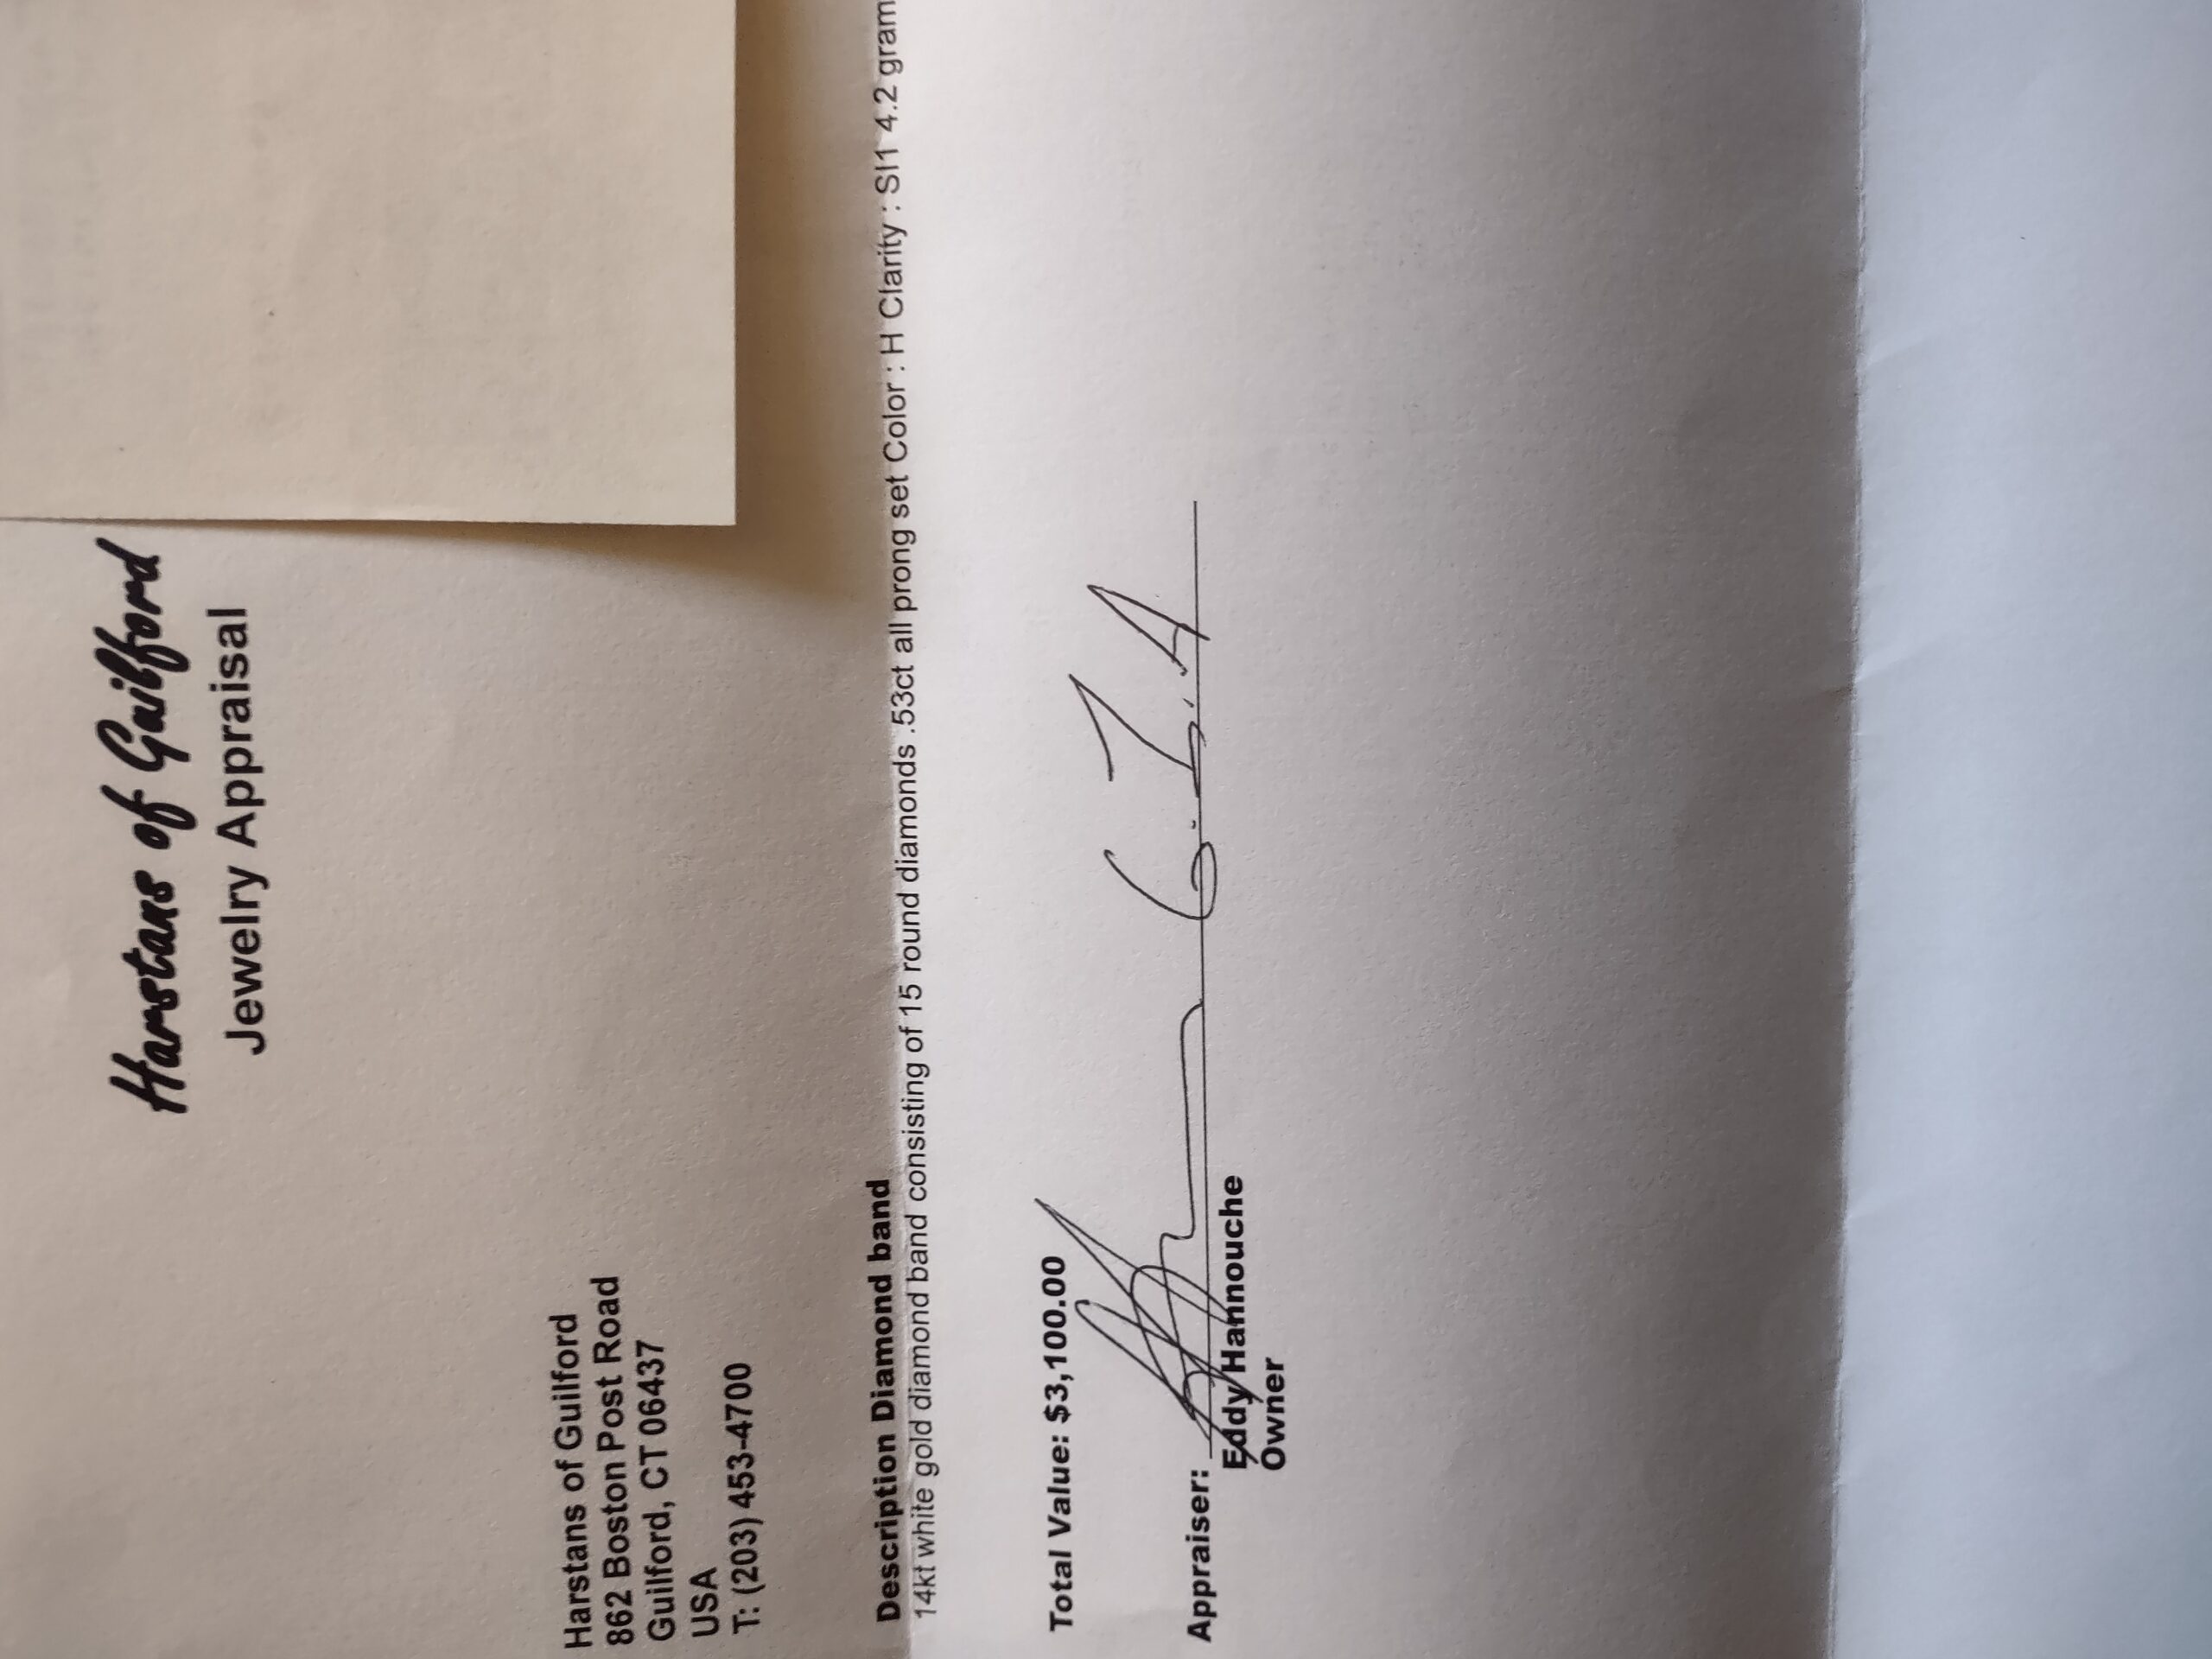 Harstans of Guilford
Jewelry Appraisal
Harstans of Guilford
862 Boston Post Road
Guilford, CT 06437
USA
T: (203) 453-4700
Description Diamond band
14kt white gold diamond band consisting of 15 round diamonds .53ct all prong set Color : H Clarity : SI1 4.2 gram
Total Value: $3,100.00
Appraiser: G.I.A
Eddy Hannouche
Owner